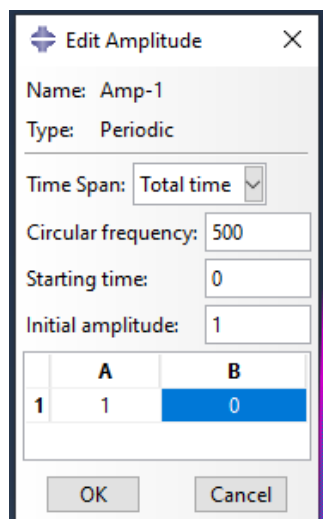 Edit Amplitude
Name: Amp-1
Type: Periodic
Time Span: Total time
Circular frequency: 500
Starting time: 0
Initial amplitude: 1
A B
1 1 0
OK Cancel